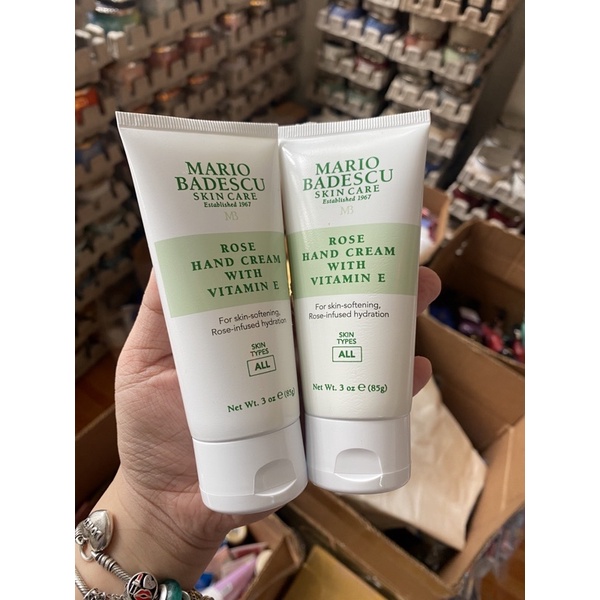 MARIO
BADESCU
SKIN CARE
Established 1967
MB
ROSE
HAND CREAM
WITH
VITAMIN E
For skin-softening,
Rose-infused hydration
SKIN
TYPES
ALL
Net Wt. 3 oz ℮ (85g)
MARIO
BADESCU
SKIN CARE
Established 1967
MB
ROSE
HAND CREAM
WITH
VITAMIN E
For skin-softening,
Rose-infused hydration
SKIN
TYPES
ALL
Net Wt. 3 oz ℮ (85g)